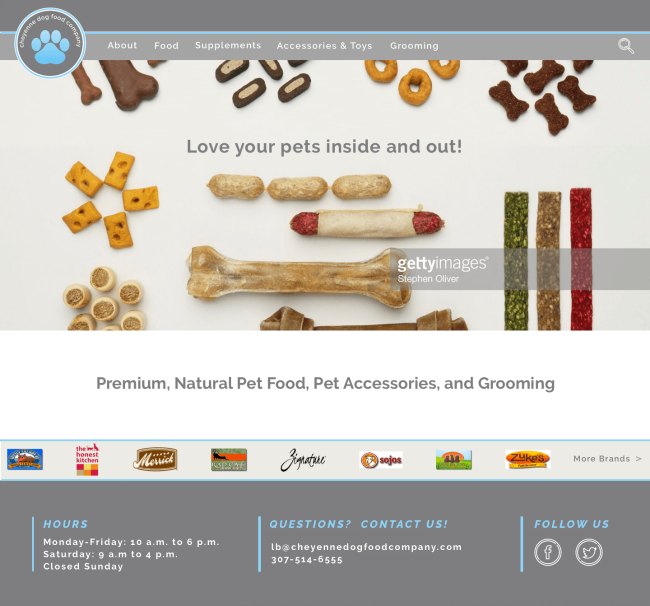 cheyenne dog food company
About Food Supplements Accessories & Toys Grooming
Love your pets inside and out!
gettyimages®
Stephen Oliver
Premium, Natural Pet Food, Pet Accessories, and Grooming
the honest kitchen
Merrick
Zignature
sojos
Zuke's
More Brands >
HOURS
Monday-Friday: 10 a.m. to 6 p.m.
Saturday: 9 a.m to 4 p.m.
Closed Sunday
QUESTIONS? CONTACT US!
lb@cheyennedogfoodcompany.com
307-514-6555
FOLLOW US